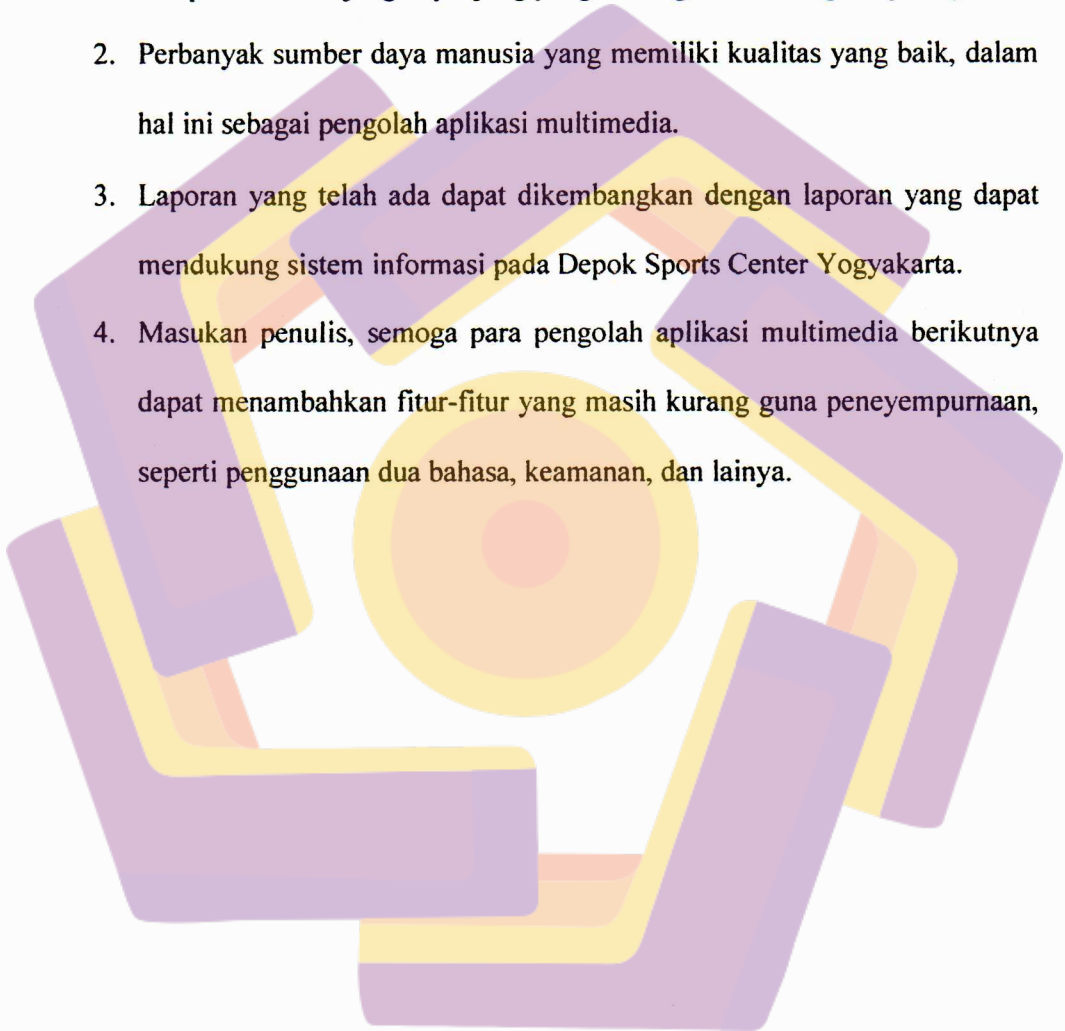 2. Perbanyak sumber daya manusia yang memiliki kualitas yang baik, dalam
hal ini sebagai pengolah aplikasi multimedia.
3. Laporan yang telah ada dapat dikembangkan dengan laporan yang dapat
mendukung sistem informasi pada Depok Sports Center Yogyakarta.
4. Masukan penulis, semoga para pengolah aplikasi multimedia berikutnya
dapat menambahkan fitur-fitur yang masih kurang guna peneyempurnaan,
seperti penggunaan dua bahasa, keamanan, dan lainya.